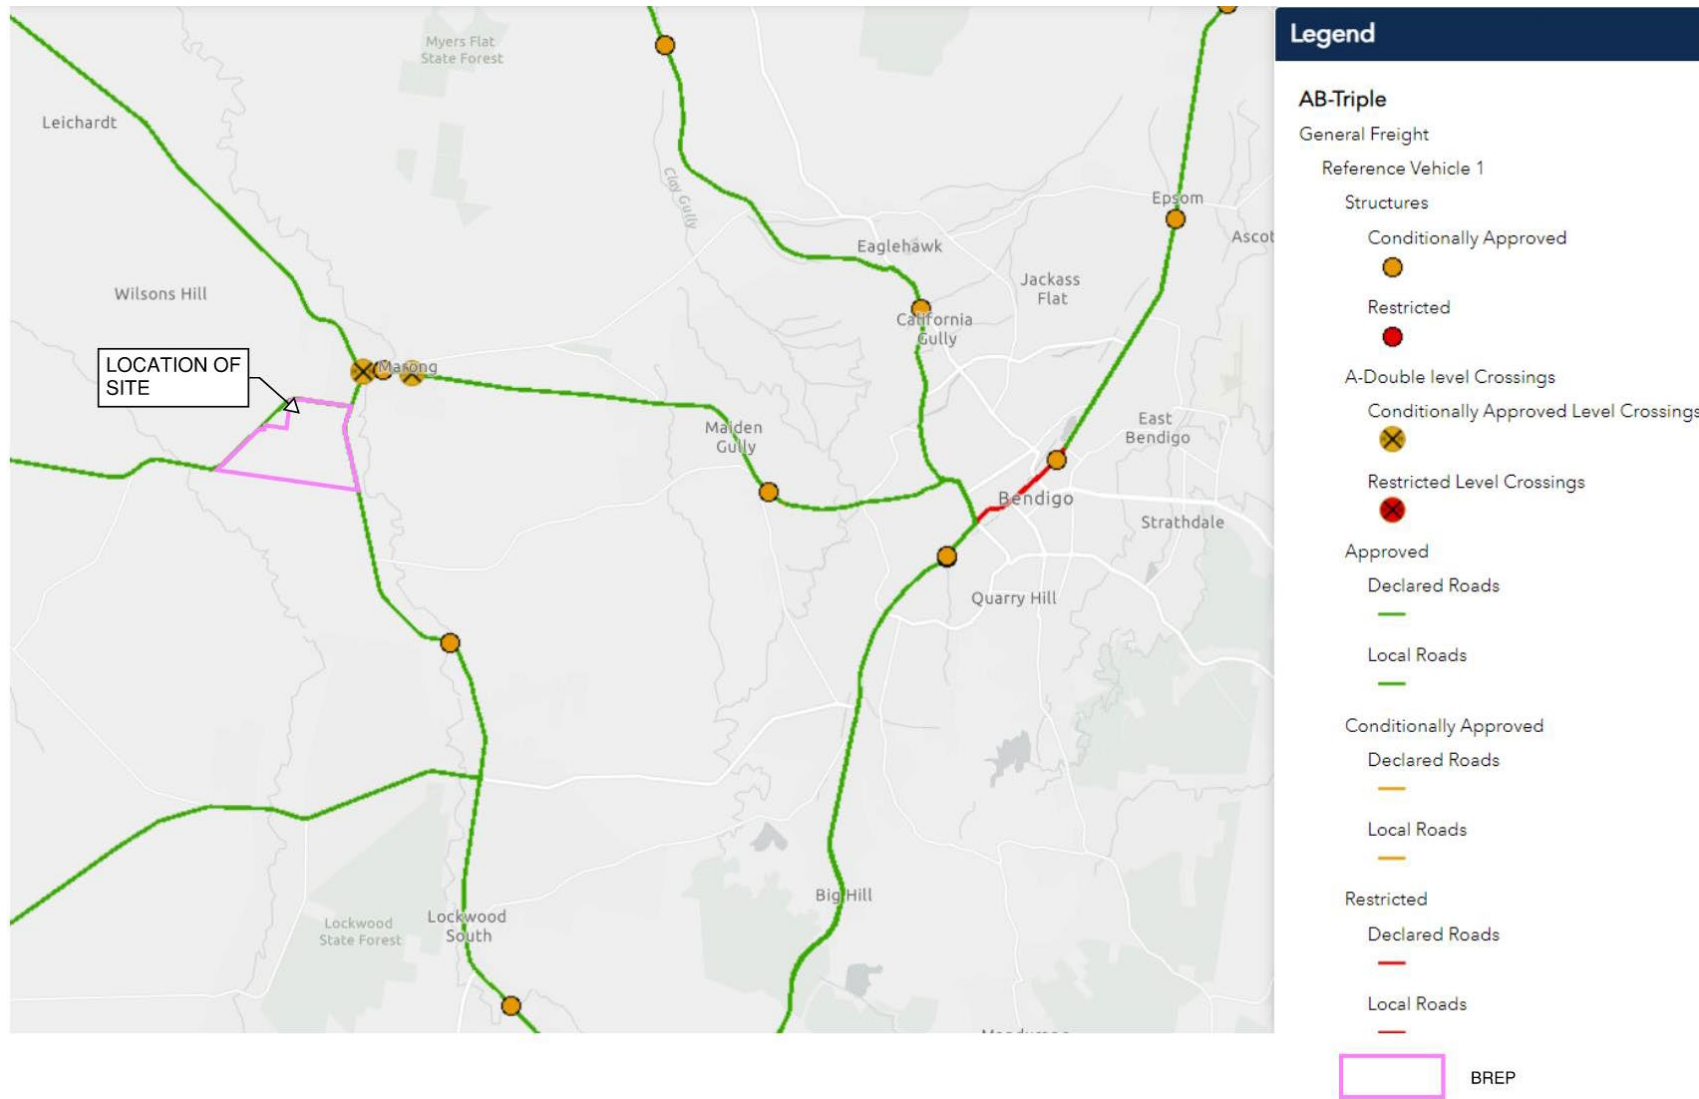 Myers Flat
State Forest
Leichardt
Clay Gully
Epsom
Ascot
Eaglehawk
Wilsons Hill
Jackass
Flat
California
Gully
LOCATION OF
SITE
Marong
Maiden
Gully
East
Bendigo
Bendigo
Strathdale
Quarry Hill
Big Hill
Lockwood
State Forest
Lockwood
South
Legend
AB-Triple
General Freight
Reference Vehicle 1
Structures
Conditionally Approved
Restricted
A-Double level Crossings
Conditionally Approved Level Crossings
Restricted Level Crossings
Approved
Declared Roads
Local Roads
Conditionally Approved
Declared Roads
Local Roads
Restricted
Declared Roads
Local Roads
BREP